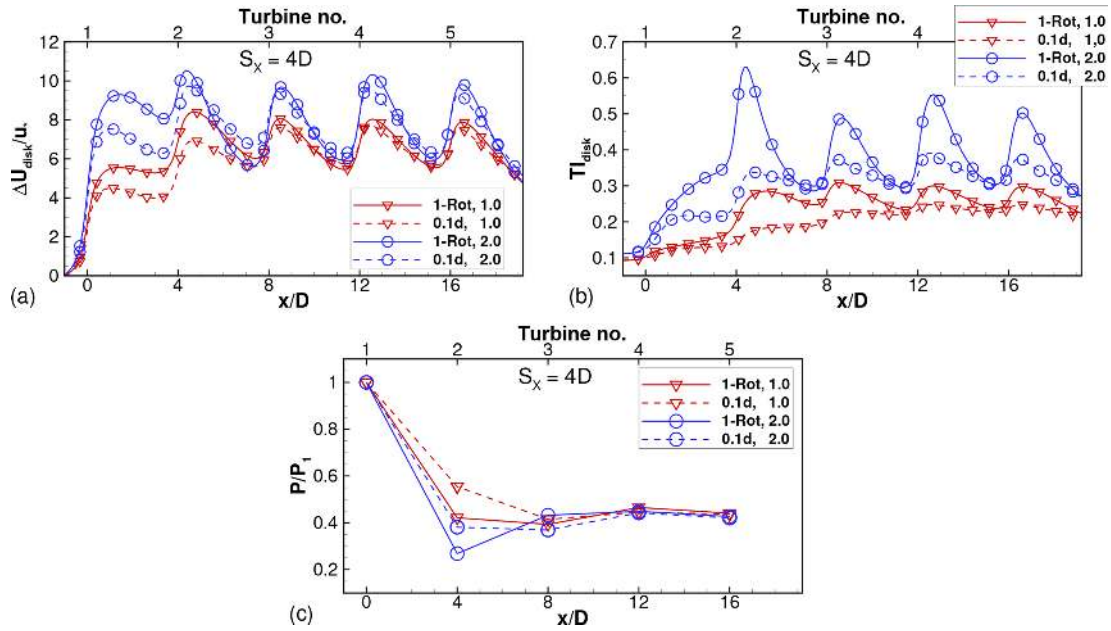 Turbine no.
1 2 3 4 5
S_X = 4D
ΔU_disk/u.
12
10
8
6
4
2
0
1-Rot, 1.0
0.1d, 1.0
1-Rot, 2.0
0.1d, 2.0
0 4 8 12 16
x/D
(a)
Turbine no.
1 2 3 4
S_X = 4D
TI_disk
0.7
0.6
0.5
0.4
0.3
0.2
0.1
1-Rot, 1.0
0.1d, 1,0
1-Rot, 2.0
0.1d, 2.0
0 4 8 12 16
x/D
(b)
Turbine no.
1 2 3 4 5
S_X = 4D
P/P_1
1
0.8
0.6
0.4
0.2
1-Rot, 1.0
0.1d, 1.0
1-Rot, 2.0
0.1d, 2.0
0 4 8 12 16
x/D
(c)